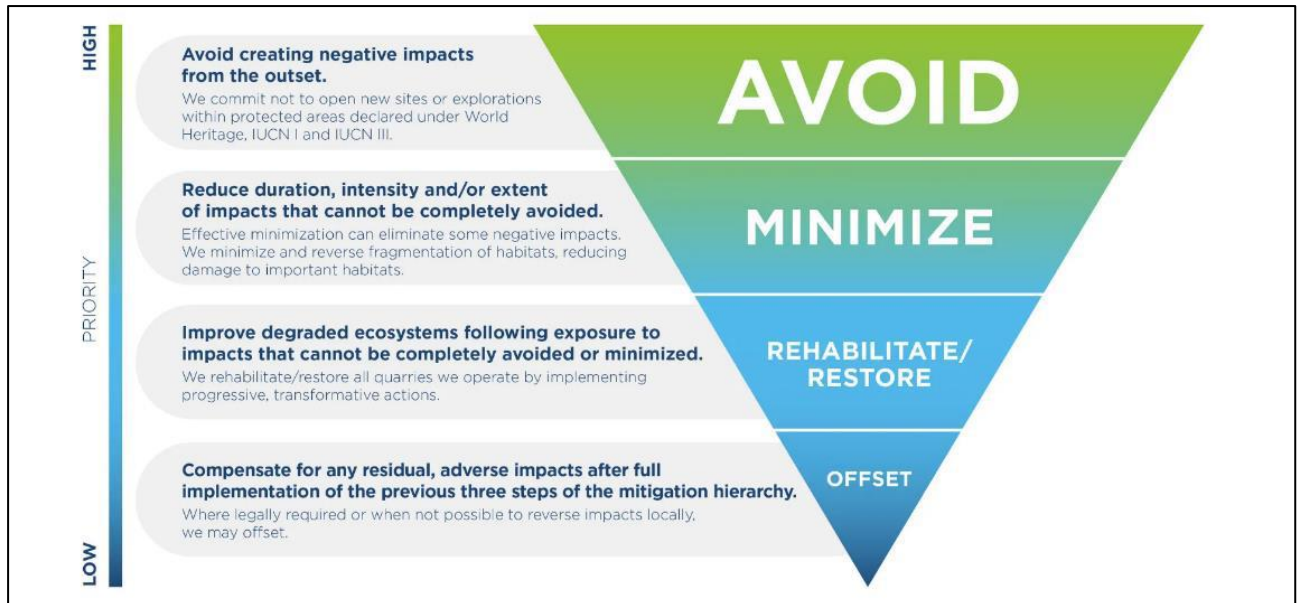 HIGH
PRIORITY
LOW
Avoid creating negative impacts
from the outset.
We commit not to open new sites or explorations
within protected areas declared under World
Heritage, IUCN I and IUCN III.
AVOID
Reduce duration, intensity and/or extent
of impacts that cannot be completely avoided.
Effective minimization can eliminate some negative impacts.
We minimize and reverse fragmentation of habitats, reducing
damage to important habitats.
MINIMIZE
Improve degraded ecosystems following exposure to
impacts that cannot be completely avoided or minimized.
We rehabilitate/restore all quarries we operate by implementing
progressive, transformative actions.
REHABILITATE/
RESTORE
Compensate for any residual, adverse impacts after full
implementation of the previous three steps of the mitigation hierarchy.
Where legally required or when not possible to reverse impacts locally,
we may offset.
OFFSET